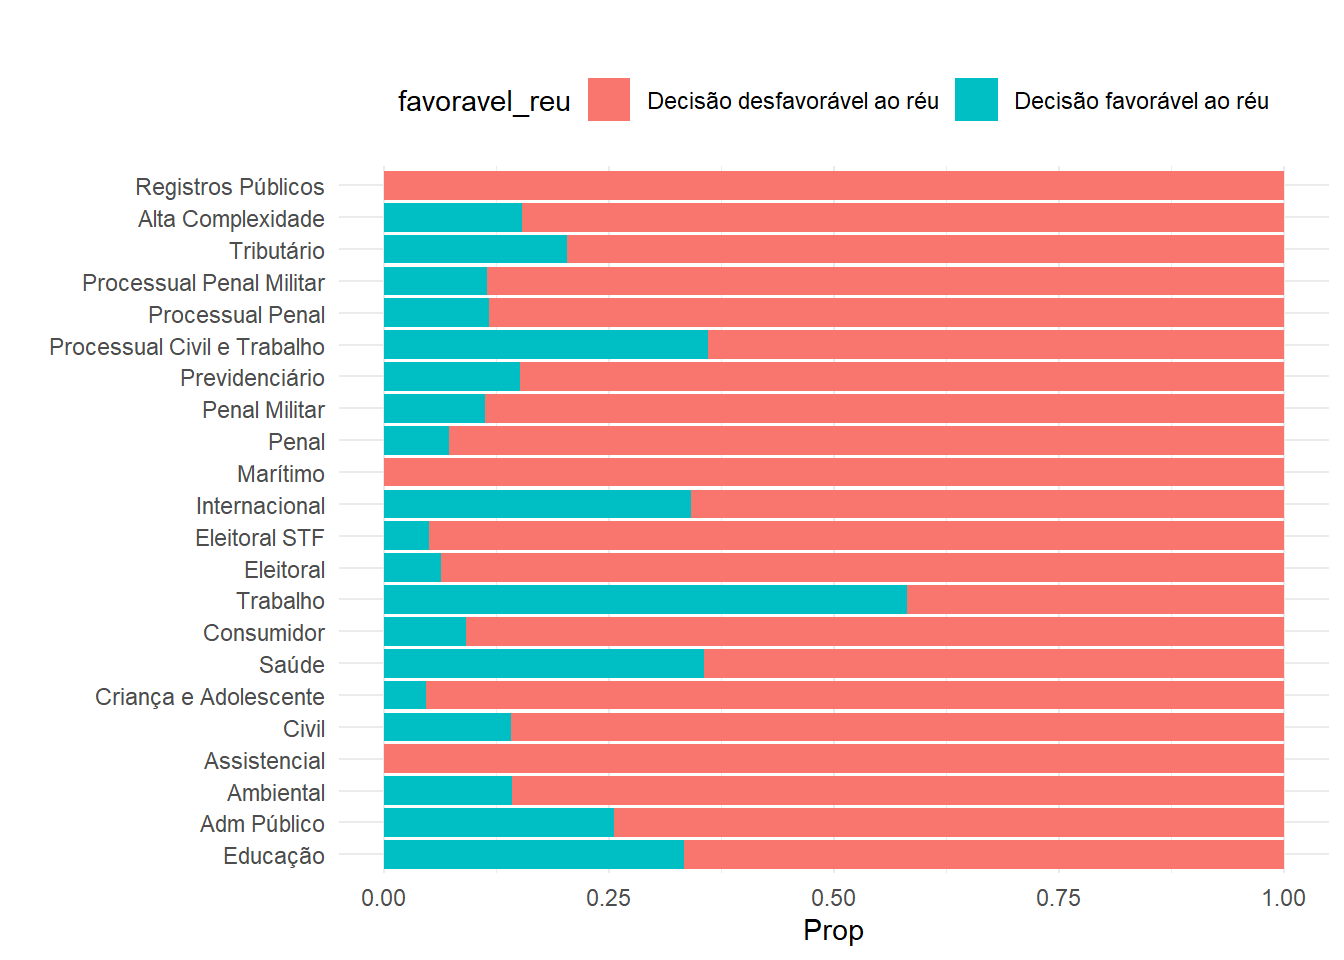 favoravel_reu Decisão desfavorável ao réu Decisão favorável ao réu
Registros Públicos
Alta Complexidade
Tributário
Processual Penal Militar
Processual Penal
Processual Civil e Trabalho
Previdenciário
Penal Militar
Penal
Marítimo
Internacional
Eleitoral STF
Eleitoral
Trabalho
Consumidor
Saúde
Criança e Adolescente
Civil
Assistencial
Ambiental
Adm Público
Educação
0.00 0.25 0.50 0.75 1.00
Prop